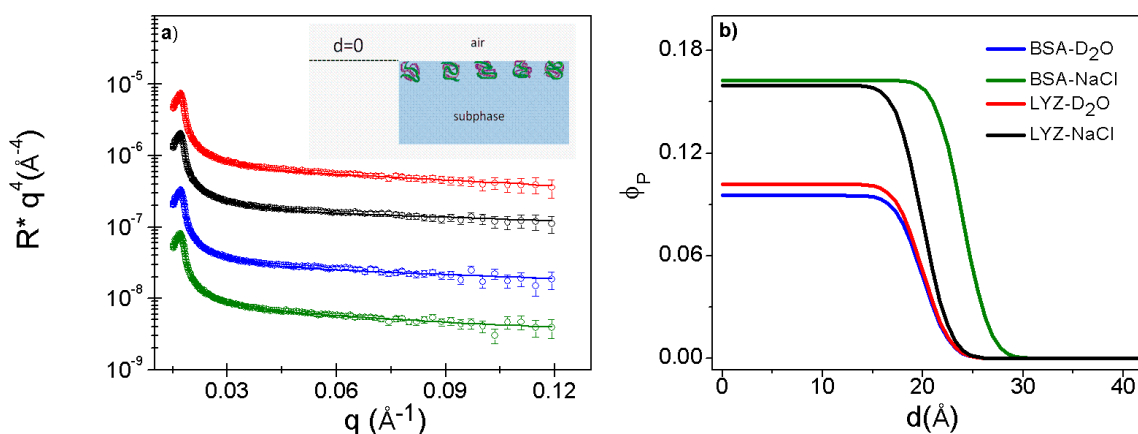 a)
d=0
air
subphase
R* q⁴(Å⁻⁴)
10⁻⁵
10⁻⁶
10⁻⁷
10⁻⁸
10⁻⁹
0.03 0.06 0.09 0.12
q (Å⁻¹)
b)
BSA-D₂O
BSA-NaCl
LYZ-D₂O
LYZ-NaCl
ϕP
0.18
0.12
0.06
0.00
0 10 20 30 40
d(Å)